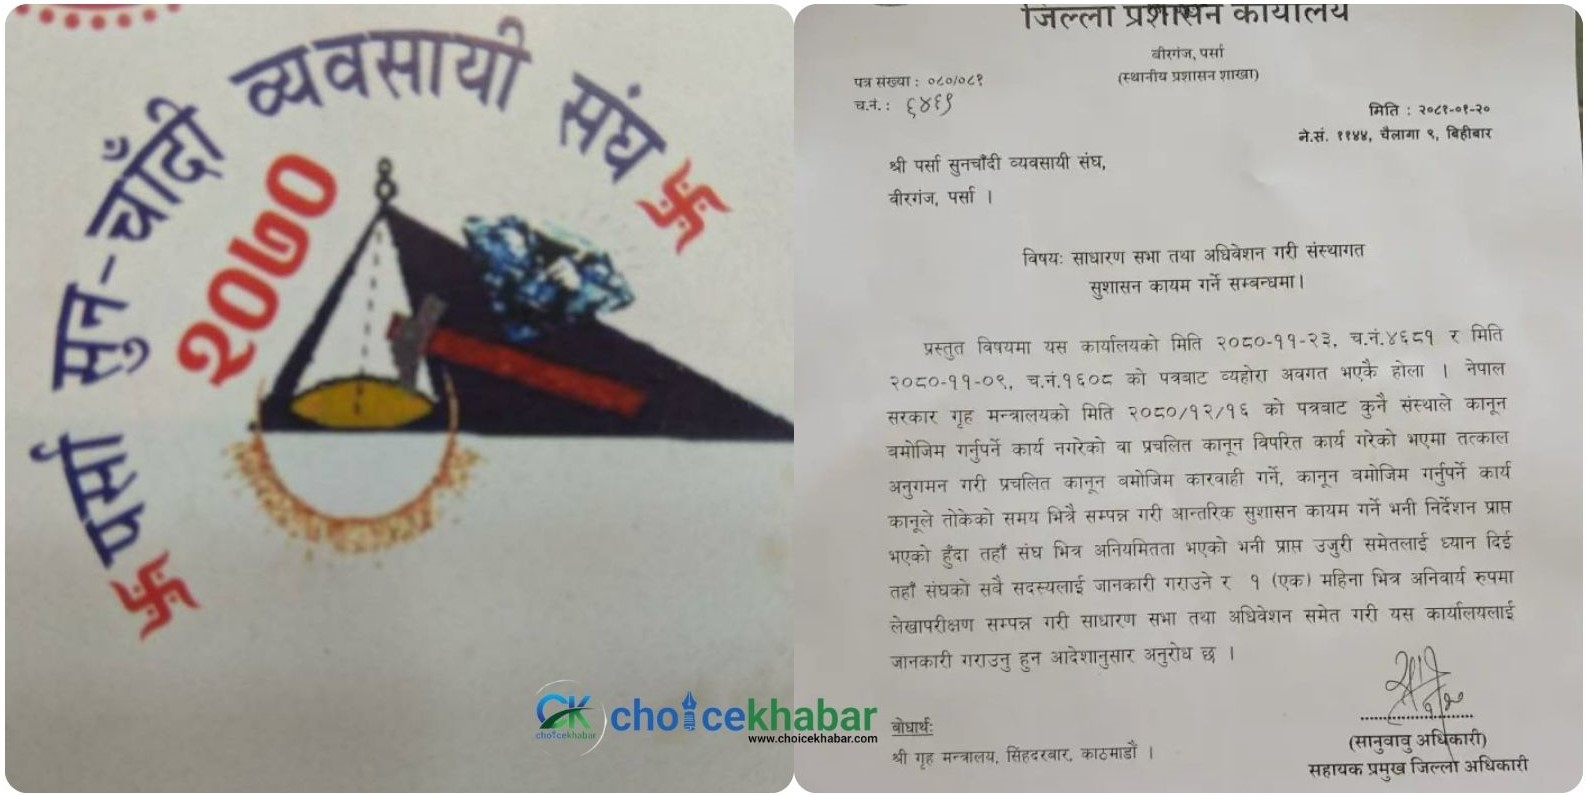 पर्सा सुन-चाँदी व्यवसायी संघ
२०७०
जिल्ला प्रशासन कार्यालय
वीरगंज, पर्सा
(स्थानीय प्रशासन शाखा)
पत्र संख्या : ०८०/०८१
च.नं. : ६४६९
मिति : २०८१-०१-२०
ने.सं. ११४४, चैलागा ९, बिहीबार
श्री पर्सा सुनचाँदी व्यवसायी संघ,
वीरगंज, पर्सा ।
विषयः साधारण सभा तथा अधिवेशन गरी संस्थागत
सुशासन कायम गर्ने सम्बन्धमा।
प्रस्तुत विषयमा यस कार्यालयको मिति २०८०-११-२३, च.नं.४६८१ र मिति
२०८०-११-०९, च.नं.१६०८ को पत्रबाट व्यहोरा अवगत भएकै होला । नेपाल
सरकार गृह मन्त्रालयको मिति २०८०/१२/१६ को पत्रबाट कुनै संस्थाले कानून
बमोजिम गर्नुपर्ने कार्य नगरेको वा प्रचलित कानून विपरित कार्य गरेको भएमा तत्काल
अनुगमन गरी प्रचलित कानून बमोजिम कारवाही गर्ने, कानून बमोजिम गर्नुपर्ने कार्य
कानूले तोकेको समय भित्रै सम्पन्न गरी आन्तरिक सुशासन कायम गर्ने भनी निर्देशन प्राप्त
भएको हुँदा तहाँ संघ भित्र अनियमितता भएको भनी प्राप्त उजुरी समेतलाई ध्यान दिई
तहाँ संघको सवै सदस्यलाई जानकारी गराउने र १ (एक) महिना भित्र अनिवार्य रुपमा
लेखापरीक्षण सम्पन्न गरी साधारण सभा तथा अधिवेशन समेत गरी यस कार्यालयलाई
जानकारी गराउनु हुन आदेशानुसार अनुरोध छ ।
(सानुवावु अधिकारी)
सहायक प्रमुख जिल्ला अधिकारी
बोधार्थः
श्री गृह मन्त्रालय, सिंहदरबार, काठमाडौं ।
CK
choicekhabar
choicekhabar
www.choicekhabar.com